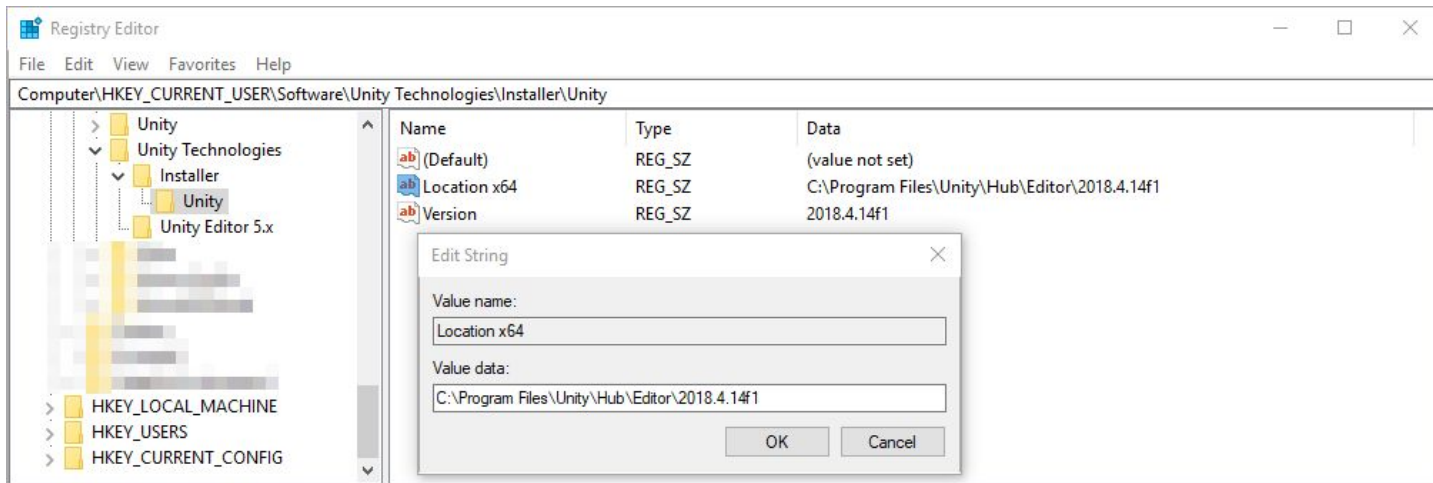 Registry Editor
File Edit View Favorites Help
Computer\HKEY_CURRENT_USER\Software\Unity Technologies\Installer\Unity
Unity
Unity Technologies
Installer
Unity
Unity Editor 5.x
HKEY_LOCAL_MACHINE
HKEY_USERS
HKEY_CURRENT_CONFIG
Name Type Data
ab (Default) REG_SZ (value not set)
ab Location x64 REG_SZ C:\Program Files\Unity\Hub\Editor\2018.4.14f1
ab Version REG_SZ 2018.4.14f1
Edit String
Value name:
Location x64
Value data:
C:\Program Files\Unity\Hub\Editor\2018.4.14f1
OK Cancel